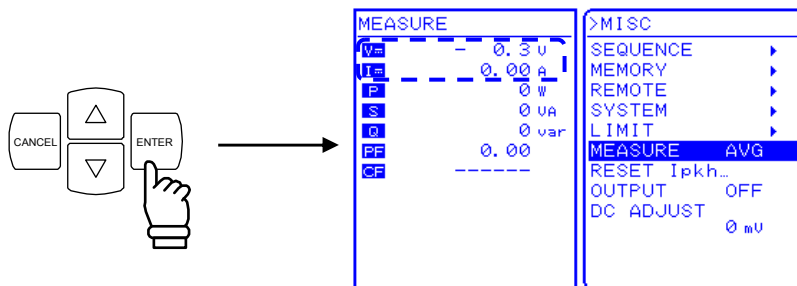 CANCEL
ENTER
MEASURE
V= - 0.3 V
I= 0.00 A
P 0 W
S 0 VA
Q 0 var
PF 0.00
CF ------
>MISC
SEQUENCE
MEMORY
REMOTE
SYSTEM
LIMIT
MEASURE AVG
RESET Ipkh…
OUTPUT OFF
DC ADJUST
0 mV